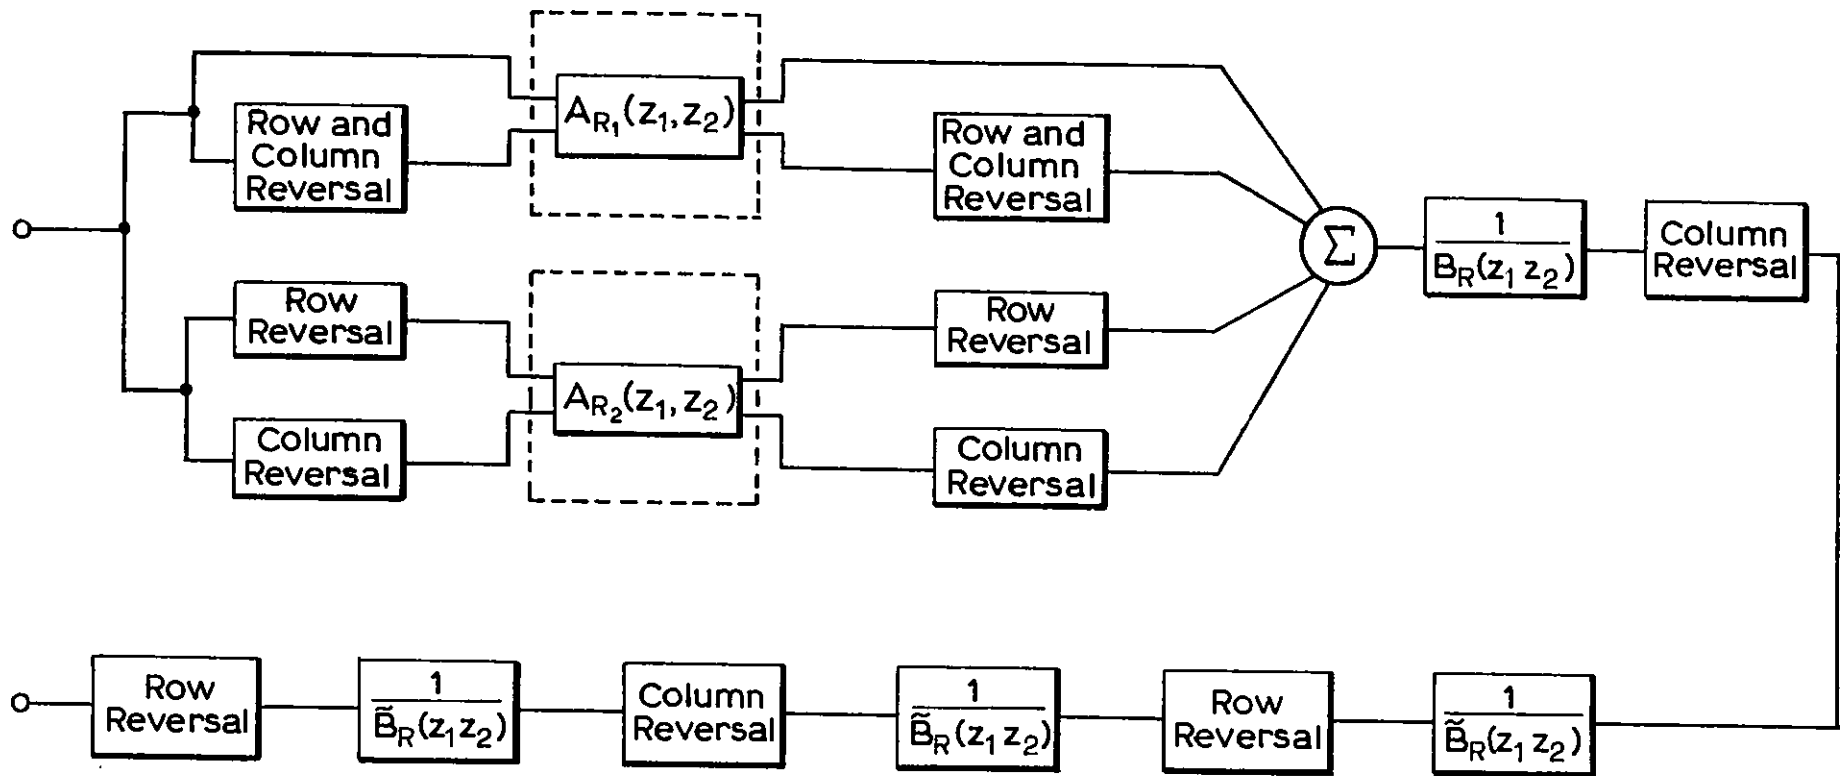 Row and
Column
Reversal
A_{R_1}(z_1, z_2)
Row and
Column
Reversal
Row
Reversal
Column
Reversal
A_{R_2}(z_1, z_2)
Row
Reversal
Column
Reversal
Σ
1
B_R(z_1 z_2)
Column
Reversal
Row
Reversal
1
B̃_R(z_1 z_2)
Column
Reversal
1
B̃_R(z_1 z_2)
Row
Reversal
1
B̃_R(z_1 z_2)